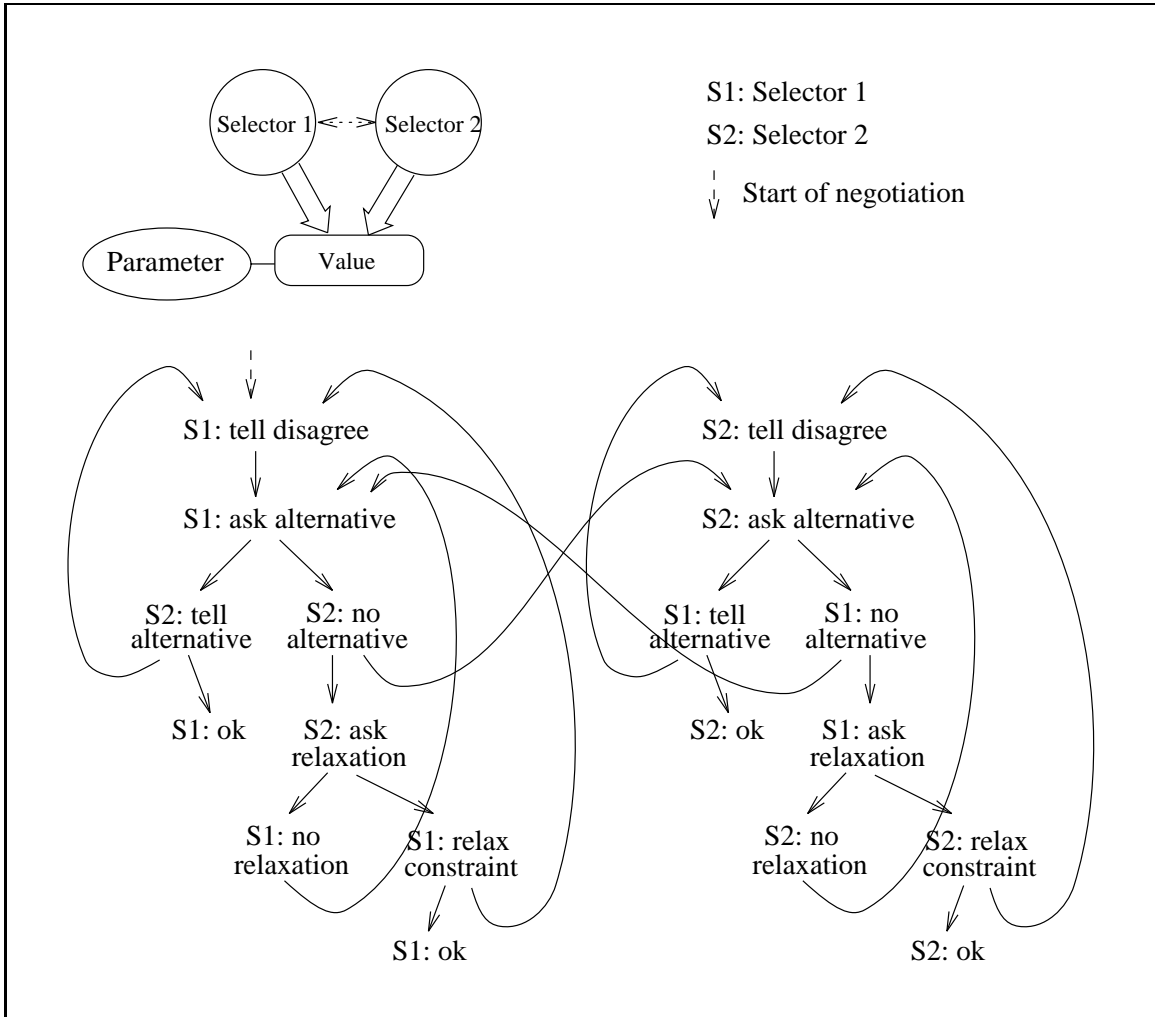 Selector 1
Selector 2
S1: Selector 1
S2: Selector 2
Start of negotiation
Parameter
Value
S1: tell disagree
S1: ask alternative
S2: tell
alternative
S2: no
alternative
S1: ok
S2: ask
relaxation
S1: no
relaxation
S1: relax
constraint
S1: ok
S2: tell disagree
S2: ask alternative
S1: tell
alternative
S1: no
alternative
S2: ok
S1: ask
relaxation
S2: no
relaxation
S2: relax
constraint
S2: ok